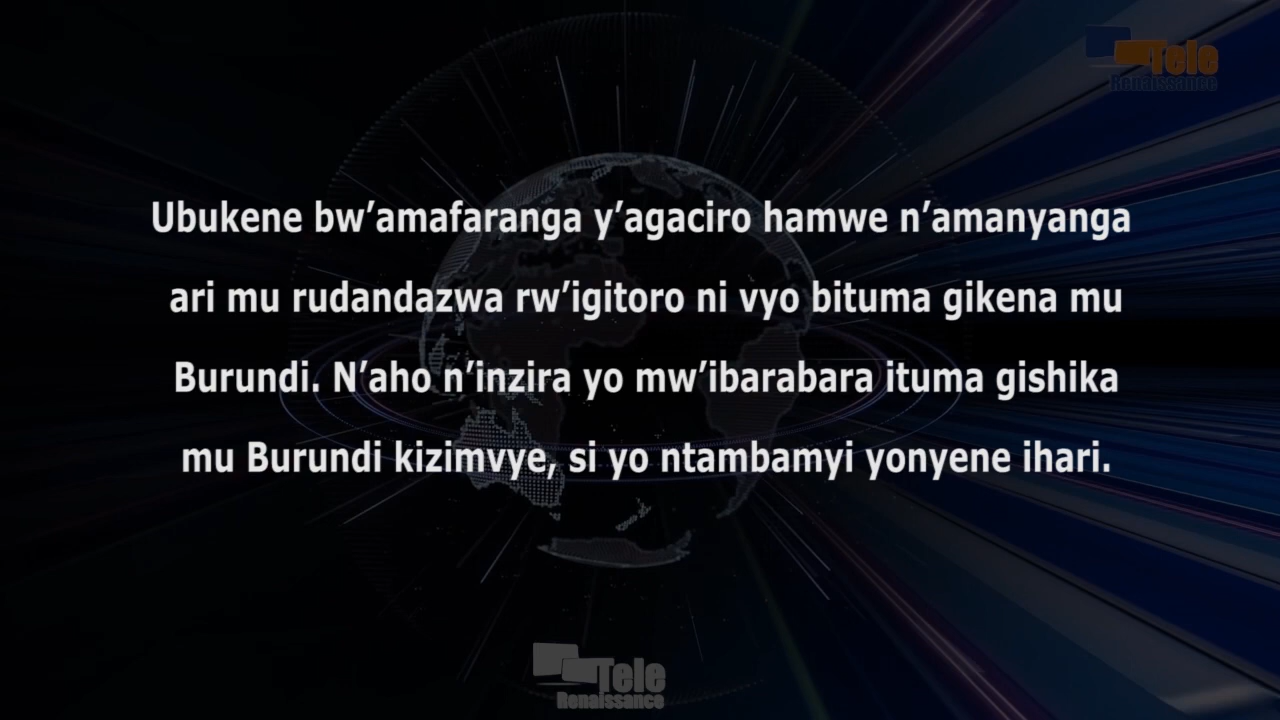 Tele
Renaissance
Ubukene bw’amafaranga y’agaciro hamwe n’amanyanga
ari mu rudandazwa rw’igitoro ni vyo bituma gikena mu
Burundi. N’aho n’inzira yo mw’ibarabara ituma gishika
mu Burundi kizimvye, si yo ntambamyi yonyene ihari.
Tele
Renaissance